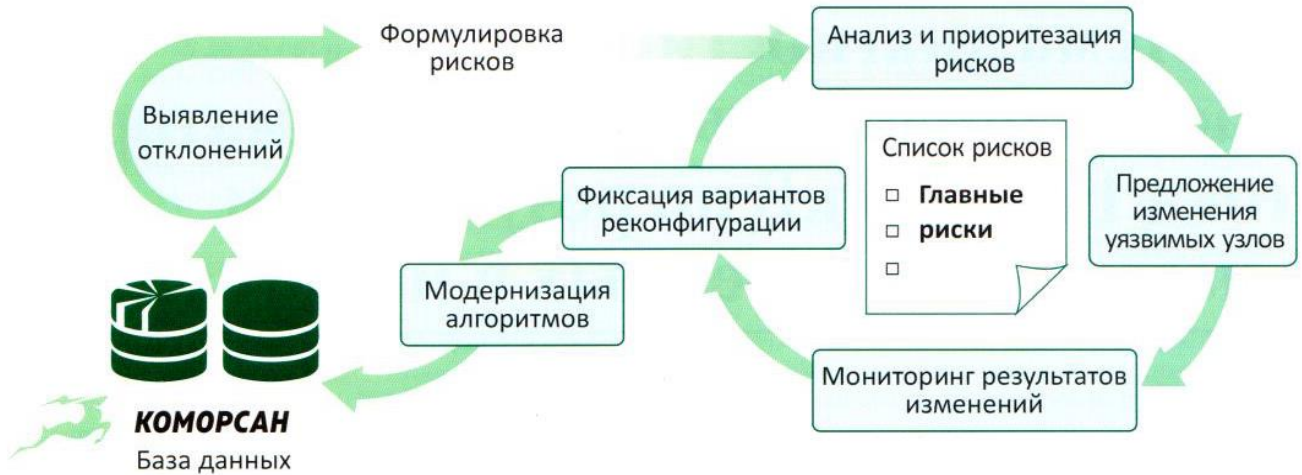 Формулировка
рисков
Анализ и приоритезация
рисков
Выявление
отклонений
Список рисков
Главные
риски
Предложение
изменения
уязвимых узлов
Фиксация вариантов
реконфигурации
Модернизация
алгоритмов
Мониторинг результатов
изменений
КОМОРСАН
База данных